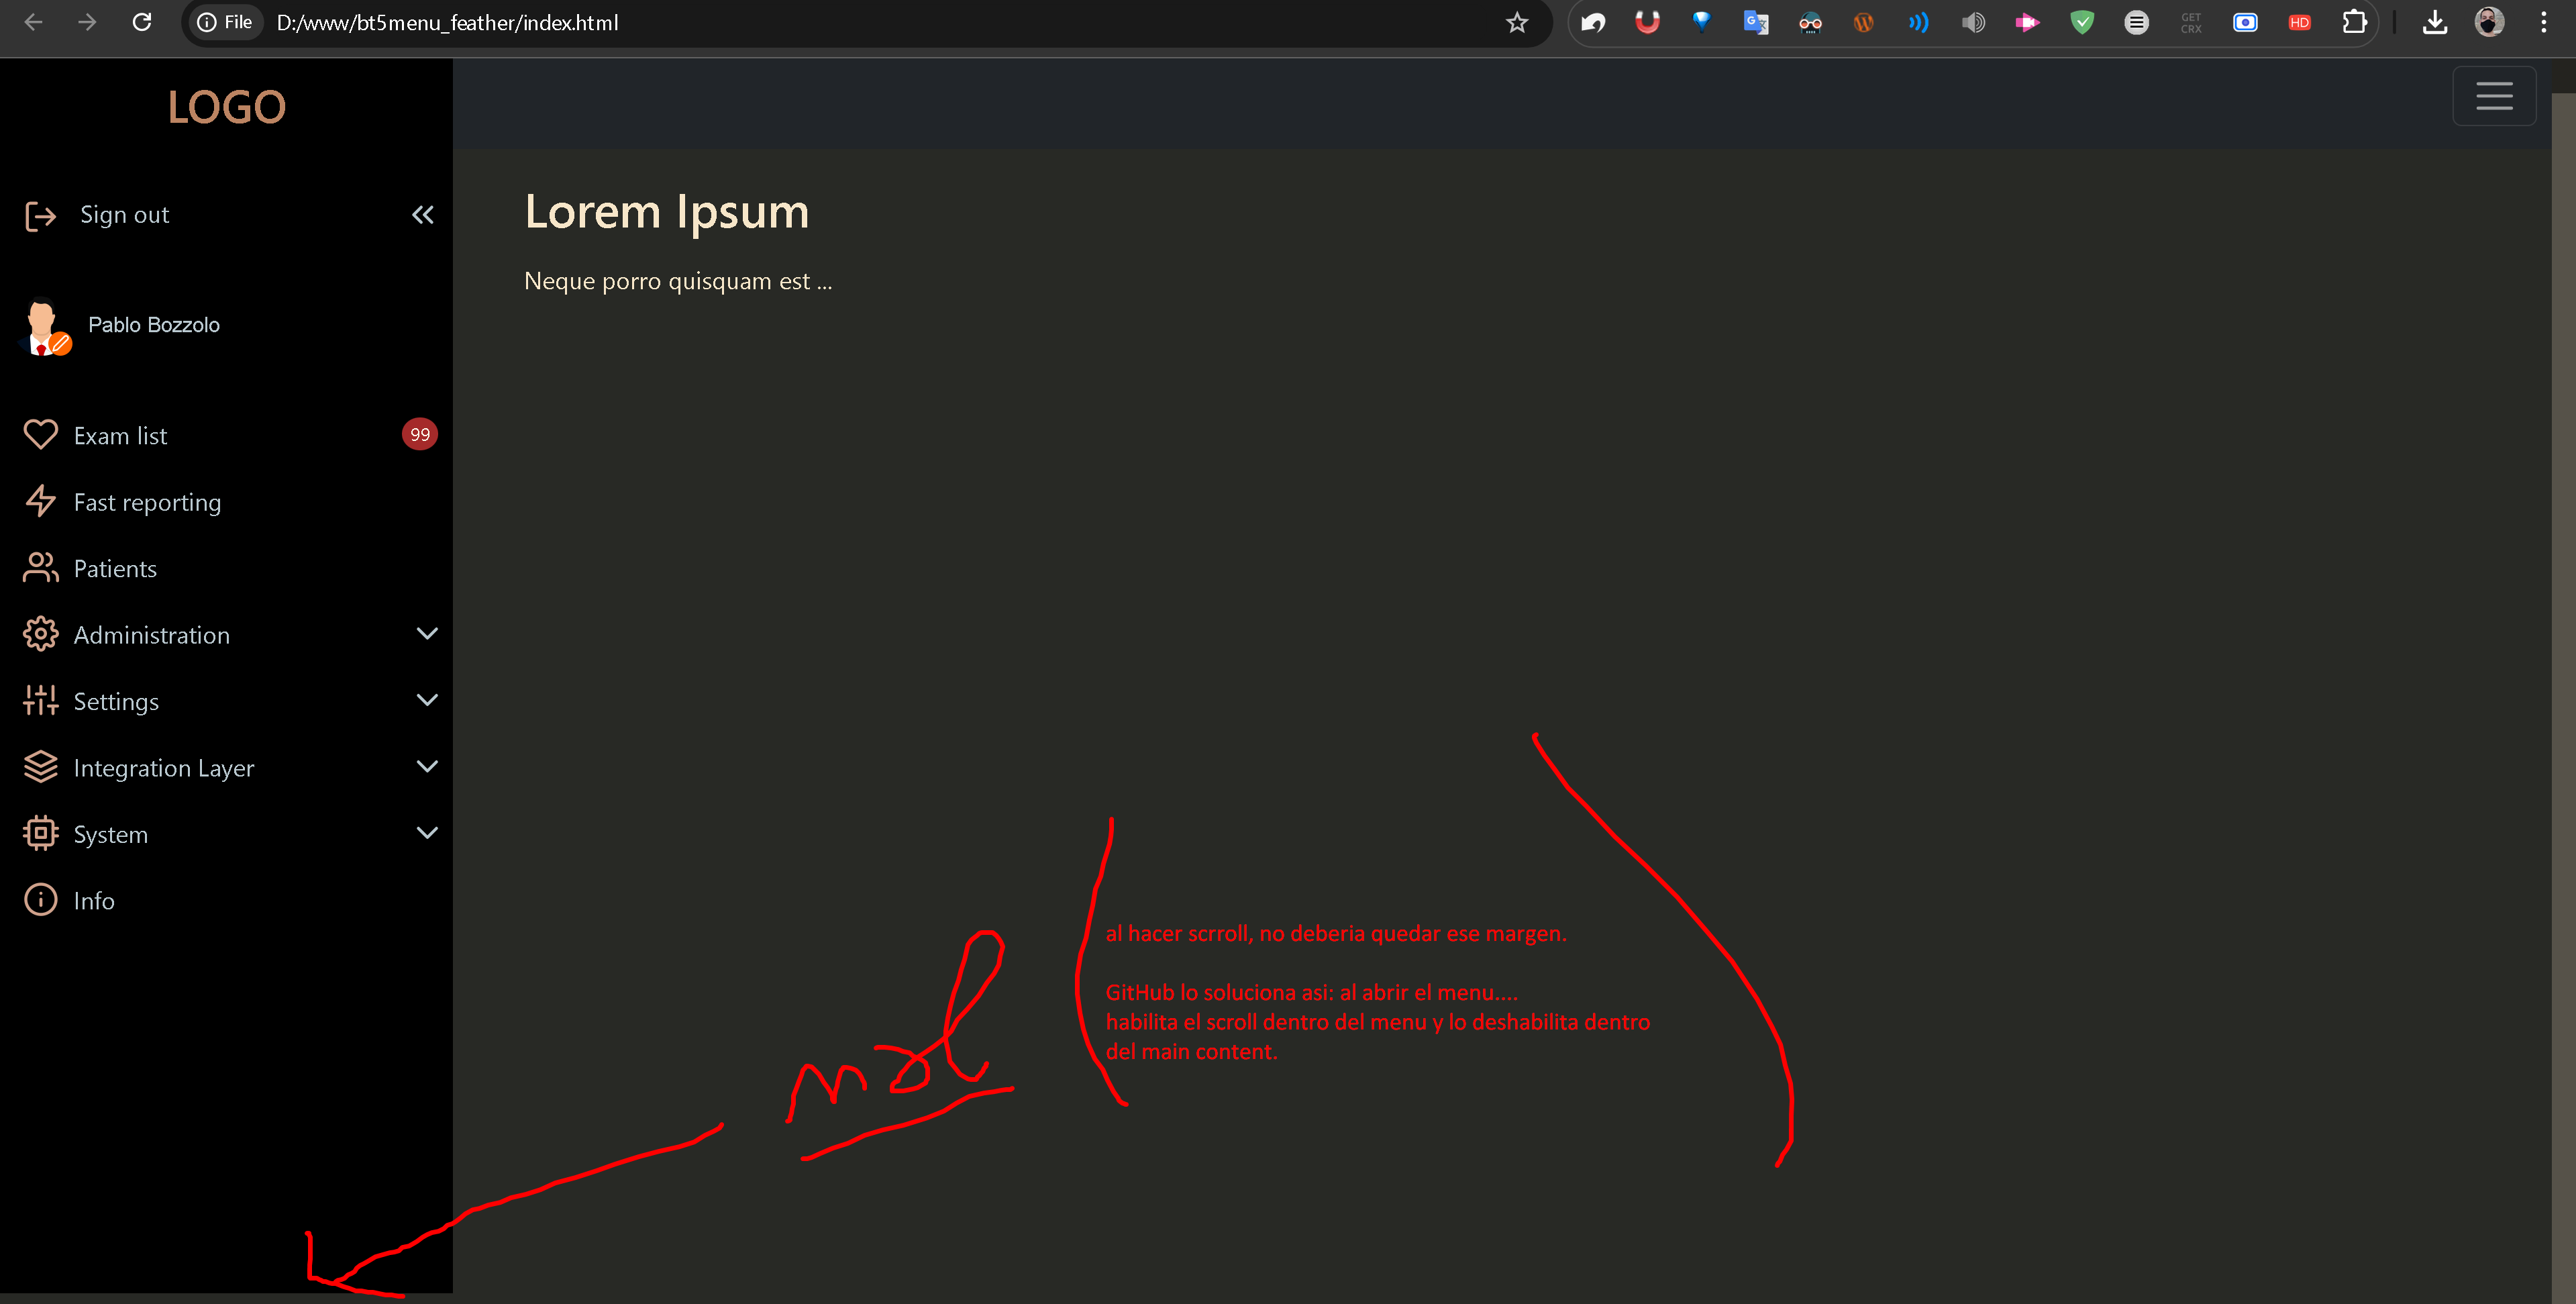 File D:/www/bt5menu_feather/index.html
GET CRX
HD
LOGO
Sign out
Lorem Ipsum
Neque porro quisquam est ...
Pablo Bozzolo
Exam list 99
Fast reporting
Patients
Administration
Settings
Integration Layer
System
Info
mal
al hacer scrroll, no deberia quedar ese margen.
GitHub lo soluciona asi: al abrir el menu....
habilita el scroll dentro del menu y lo deshabilita dentro
del main content.